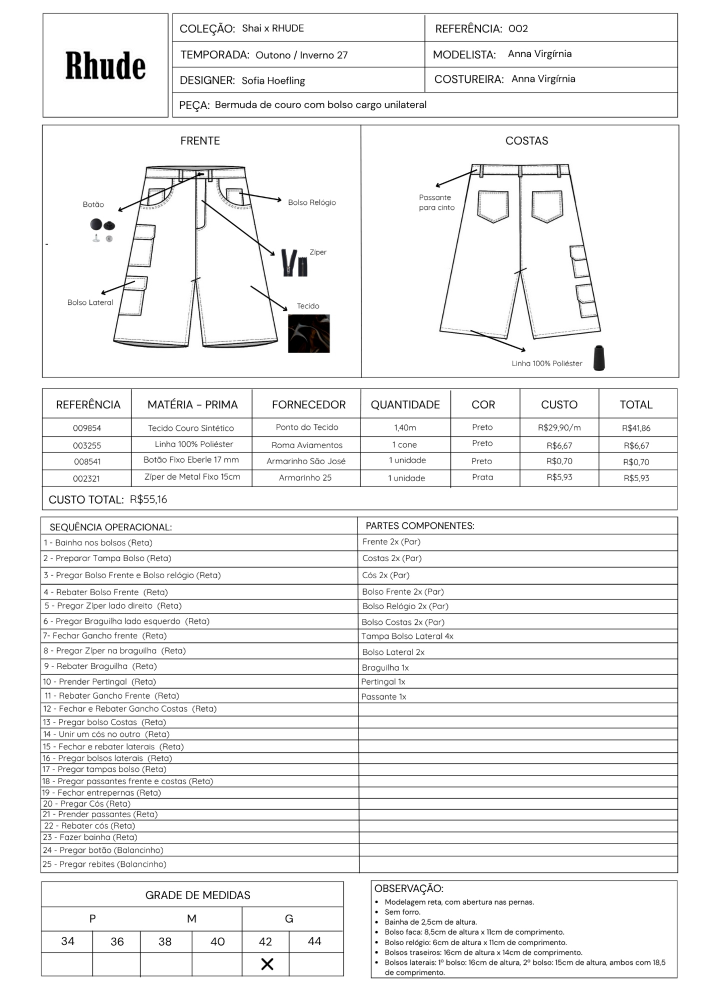 Rhude
COLEÇÃO: Shai x RHUDE
REFERÊNCIA: 002
TEMPORADA: Outono / Inverno 27
MODELISTA: Anna Virgírnia
DESIGNER: Sofia Hoefling
COSTUREIRA: Anna Virgírnia
PEÇA: Bermuda de couro com bolso cargo unilateral
FRENTE
Botão
Bolso Relógio
Zíper
Bolso Lateral
Tecido
-
COSTAS
Passante
para cinto
Linha 100% Poliéster
REFERÊNCIA MATÉRIA - PRIMA FORNECEDOR QUANTIDADE COR CUSTO TOTAL
009854 Tecido Couro Sintético Ponto do Tecido 1,40m Preto R$29,90/m R$41,86
003255 Linha 100% Poliéster Roma Aviamentos 1 cone Preto R$6,67 R$6,67
008541 Botão Fixo Eberle 17 mm Armarinho São José 1 unidade Preto R$0,70 R$0,70
002321 Zíper de Metal Fixo 15cm Armarinho 25 1 unidade Prata R$5,93 R$5,93
CUSTO TOTAL: R$55,16
SEQUÊNCIA OPERACIONAL:
1 - Bainha nos bolsos (Reta)
2 - Preparar Tampa Bolso (Reta)
3 - Pregar Bolso Frente e Bolso relógio (Reta)
4 - Rebater Bolso Frente (Reta)
5 - Pregar Zíper lado direito (Reta)
6 - Pregar Braguilha lado esquerdo (Reta)
7- Fechar Gancho frente (Reta)
8 - Pregar Zíper na braguilha (Reta)
9 - Rebater Braguilha (Reta)
10 - Prender Pertingal (Reta)
11 - Rebater Gancho Frente (Reta)
12 - Fechar e Rebater Gancho Costas (Reta)
13 - Pregar bolso Costas (Reta)
14 - Unir um cós no outro (Reta)
15 - Fechar e rebater laterais (Reta)
16 - Pregar bolsos laterais (Reta)
17 - Pregar tampas bolso (Reta)
18 - Pregar passantes frente e costas (Reta)
19 - Fechar entrepernas (Reta)
20 - Pregar Cós (Reta)
21 - Prender passantes (Reta)
22 - Rebater cós (Reta)
23 - Fazer bainha (Reta)
24 - Pregar botão (Balancinho)
25 - Pregar rebites (Balancinho)
PARTES COMPONENTES:
Frente 2x (Par)
Costas 2x (Par)
Cós 2x (Par)
Bolso Frente 2x (Par)
Bolso Relógio 2x (Par)
Bolso Costas 2x (Par)
Tampa Bolso Lateral 4x
Bolso Lateral 2x
Braguilha 1x
Pertingal 1x
Passante 1x
GRADE DE MEDIDAS
P M G
34 36 38 40 42 44
X
OBSERVAÇÃO:
• Modelagem reta, com abertura nas pernas.
• Sem forro.
• Bainha de 2,5cm de altura.
• Bolso faca: 8,5cm de altura x 11cm de comprimento.
• Bolso relógio: 6cm de altura x 11cm de comprimento.
• Bolsos traseiros: 16cm de altura x 14cm de comprimento.
• Bolsos laterais: 1º bolso: 16cm de altura, 2º bolso: 15cm de altura, ambos com 18,5
de comprimento.